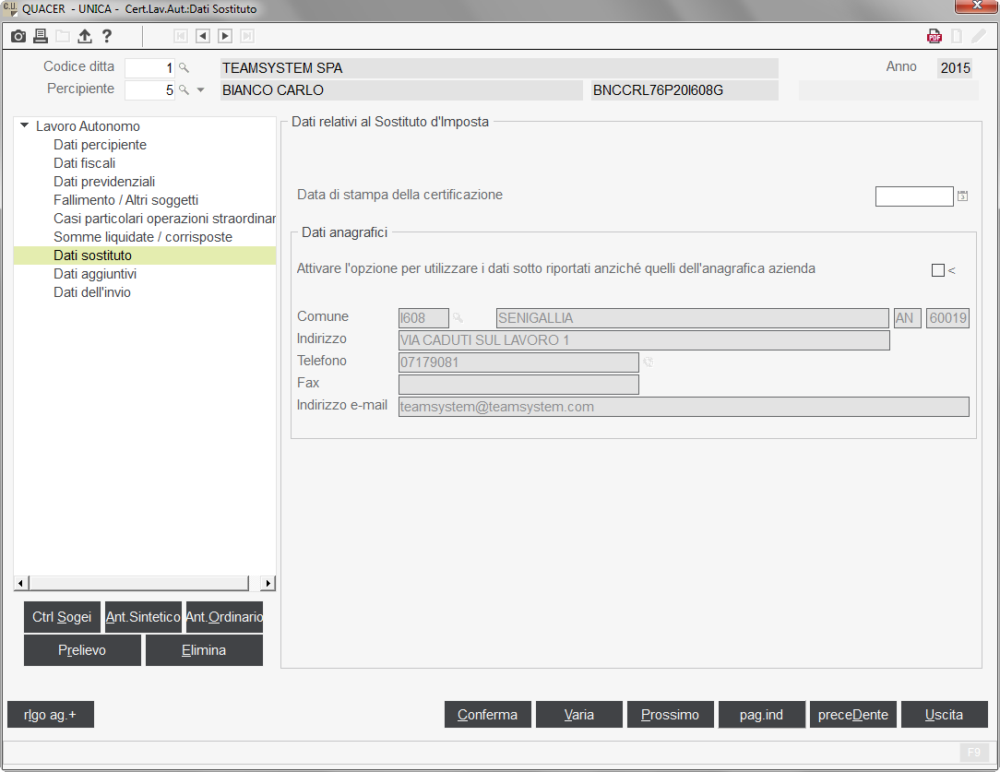 QUACER - UNICA - Cert.Lav.Aut.:Dati Sostituto
Codice ditta 1 TEAMSYSTEM SPA Anno 2015
Percipiente 5 BIANCO CARLO BNCCRL76P20I608G
Lavoro Autonomo
Dati percipiente
Dati fiscali
Dati previdenziali
Fallimento / Altri soggetti
Casi particolari operazioni straordinar
Somme liquidate / corrisposte
Dati sostituto
Dati aggiuntivi
Dati dell'invio
Dati relativi al Sostituto d'Imposta
Data di stampa della certificazione
Dati anagrafici
Attivare l'opzione per utilizzare i dati sotto riportati anziché quelli dell'anagrafica azienda <
Comune I608 SENIGALLIA AN 60019
Indirizzo VIA CADUTI SUL LAVORO 1
Telefono 07179081
Fax
Indirizzo e-mail teamsystem@teamsystem.com
Ctrl Sogei Ant.Sintetico Ant.Ordinario
Prelievo Elimina
rIgo ag.+ Conferma Varia Prossimo pag.ind preceDente Uscita
F9